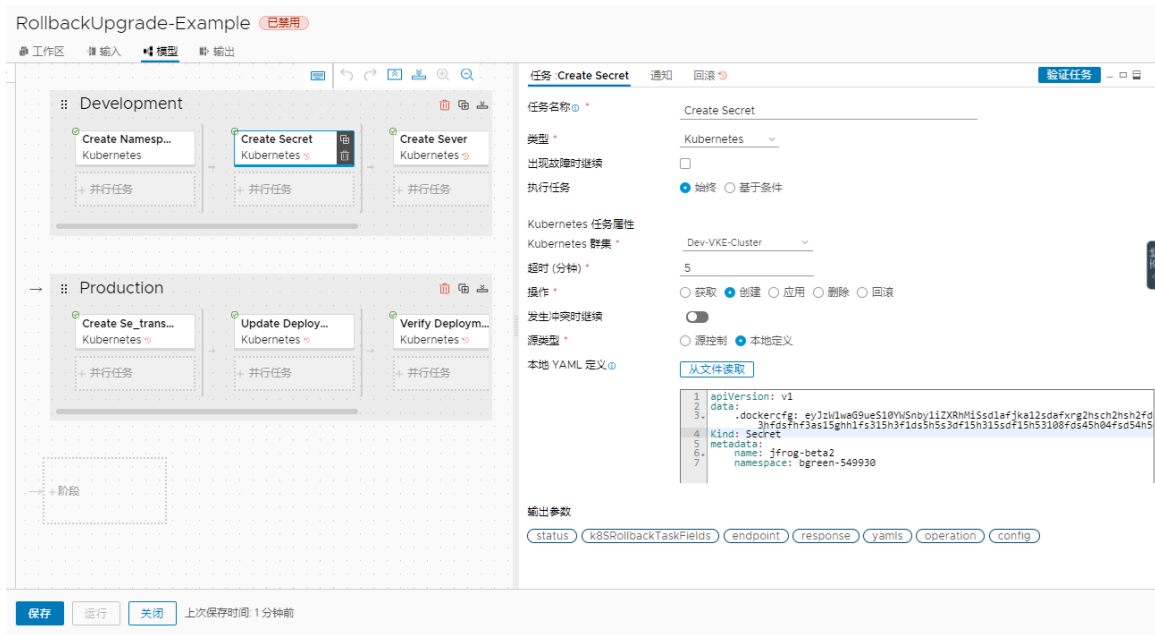 RollbackUpgrade-Example 已禁用
工作区 输入 模型 输出
Development
Create Namesp...
Kubernetes
+ 并行任务
Create Secret
Kubernetes
+ 并行任务
Create Sever
Kubernetes
+ 并行任务
Production
Create Se_trans...
Kubernetes
+ 并行任务
Update Deploy...
Kubernetes
+ 并行任务
Verify Deploym...
Kubernetes
+ 并行任务
+阶段
任务 :Create Secret 通知 回滚 验证任务
任务名称 * Create Secret
类型 * Kubernetes
出现故障时继续
执行任务 始终 基于条件
Kubernetes 任务属性
Kubernetes 群集 * Dev-VKE-Cluster
超时 (分钟) * 5
操作 * 获取 创建 应用 删除 回滚
发生冲突时继续
源类型 * 源控制 本地定义
本地 YAML 定义 从文件读取
1 apiVersion: v1
2 data:
3 .dockercfg:
4 Kind: Secret
5 metadata:
6 name: jfrog-beta2
7 namespace: bgreen-549930
输出参数
status k8SRollbackTaskFields endpoint response yamls operation config
保存 运行 关闭 上次保存时间: 1 分钟前